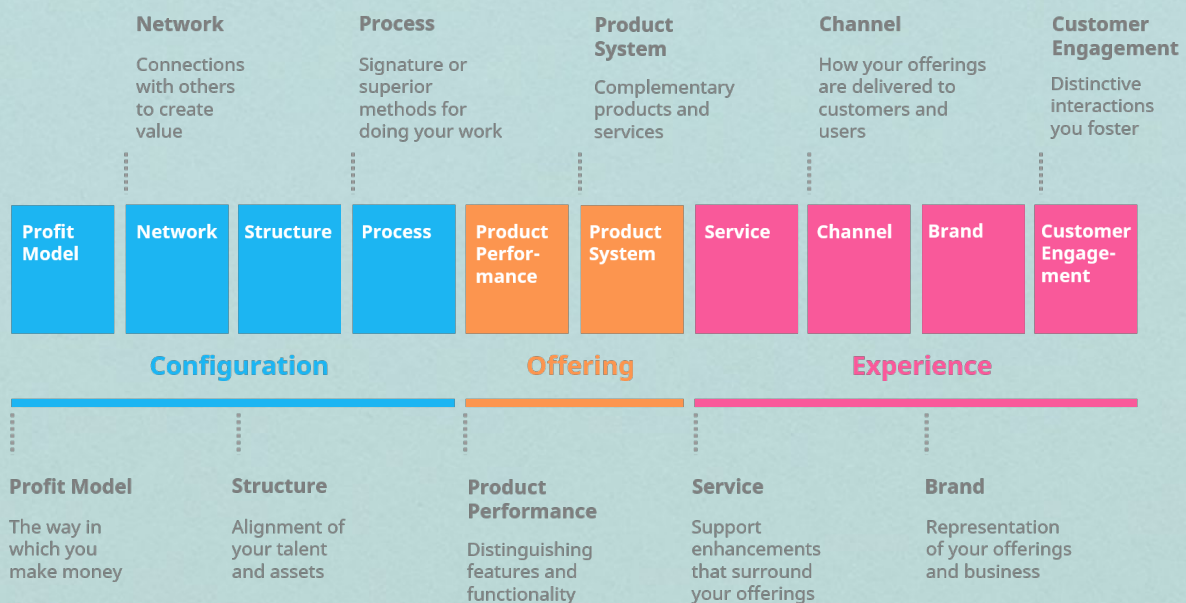 Network
Connections
with others
to create
value
Process
Signature or
superior
methods for
doing your work
Product
System
Complementary
products and
services
Channel
How your offerings
are delivered to
customers and
users
Customer
Engagement
Distinctive
interactions
you foster
Profit
Model
Network
Structure
Process
Product
Perfor-
mance
Product
System
Service
Channel
Brand
Customer
Engage-
ment
Configuration
Offering
Experience
Profit Model
The way in
which you
make money
Structure
Alignment of
your talent
and assets
Product
Performance
Distinguishing
features and
functionality
Service
Support
enhancements
that surround
your offerings
Brand
Representation
of your offerings
and business